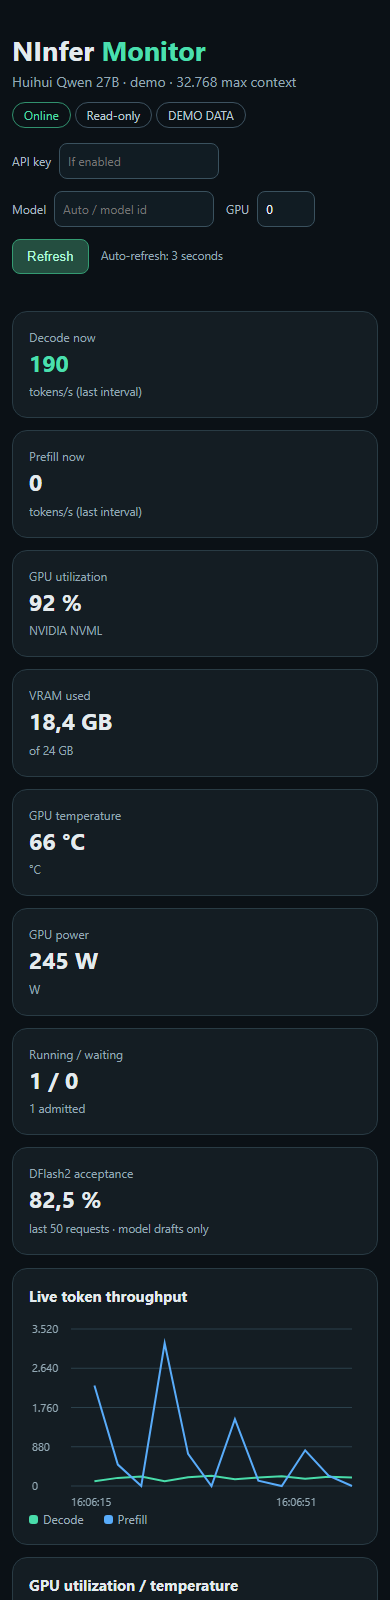 NInfer Monitor
Huihui Qwen 27B · demo · 32.768 max context
Online Read-only DEMO DATA
API key If enabled
Model Auto / model id GPU 0
Refresh Auto-refresh: 3 seconds
Decode now
190
tokens/s (last interval)
Prefill now
0
tokens/s (last interval)
GPU utilization
92 %
NVIDIA NVML
VRAM used
18,4 GB
of 24 GB
GPU temperature
66 °C
°C
GPU power
245 W
W
Running / waiting
1 / 0
1 admitted
DFlash2 acceptance
82,5 %
last 50 requests · model drafts only
Live token throughput
3.520
2.640
1.760
880
0
16:06:15 16:06:51
Decode Prefill
GPU utilization / temperature